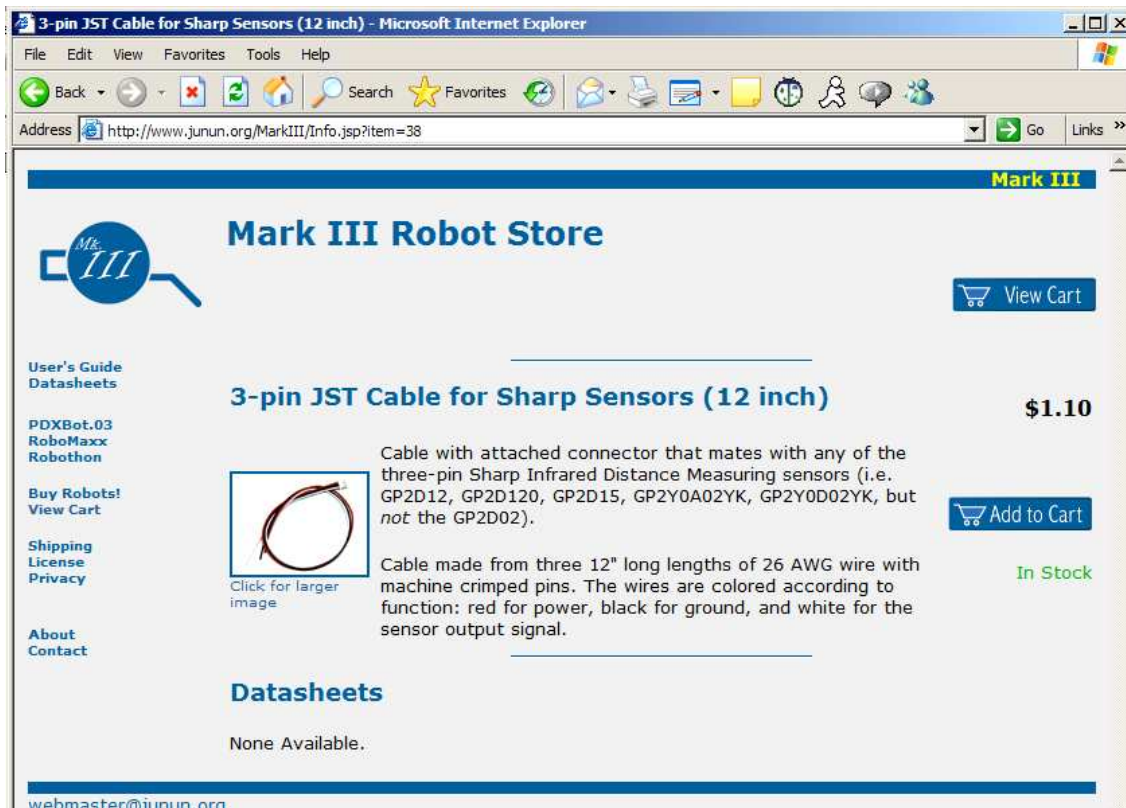 3-pin JST Cable for Sharp Sensors (12 inch) - Microsoft Internet Explorer
File Edit View Favorites Tools Help
Back Search Favorites
Address http://www.junun.org/MarkIII/Info.jsp?item=38 Go Links »
Mark III
Mk.
III
Mark III Robot Store
View Cart
User's Guide
Datasheets
PDXBot.03
RoboMaxx
Robothon
Buy Robots!
View Cart
Shipping
License
Privacy
About
Contact
3-pin JST Cable for Sharp Sensors (12 inch)
$1.10
Cable with attached connector that mates with any of the
three-pin Sharp Infrared Distance Measuring sensors (i.e.
GP2D12, GP2D120, GP2D15, GP2Y0A02YK, GP2Y0D02YK, but
not the GP2D02).
Add to Cart
In Stock
Click for larger
image
Cable made from three 12" long lengths of 26 AWG wire with
machine crimped pins. The wires are colored according to
function: red for power, black for ground, and white for the
sensor output signal.
Datasheets
None Available.
webmaster@junun.org